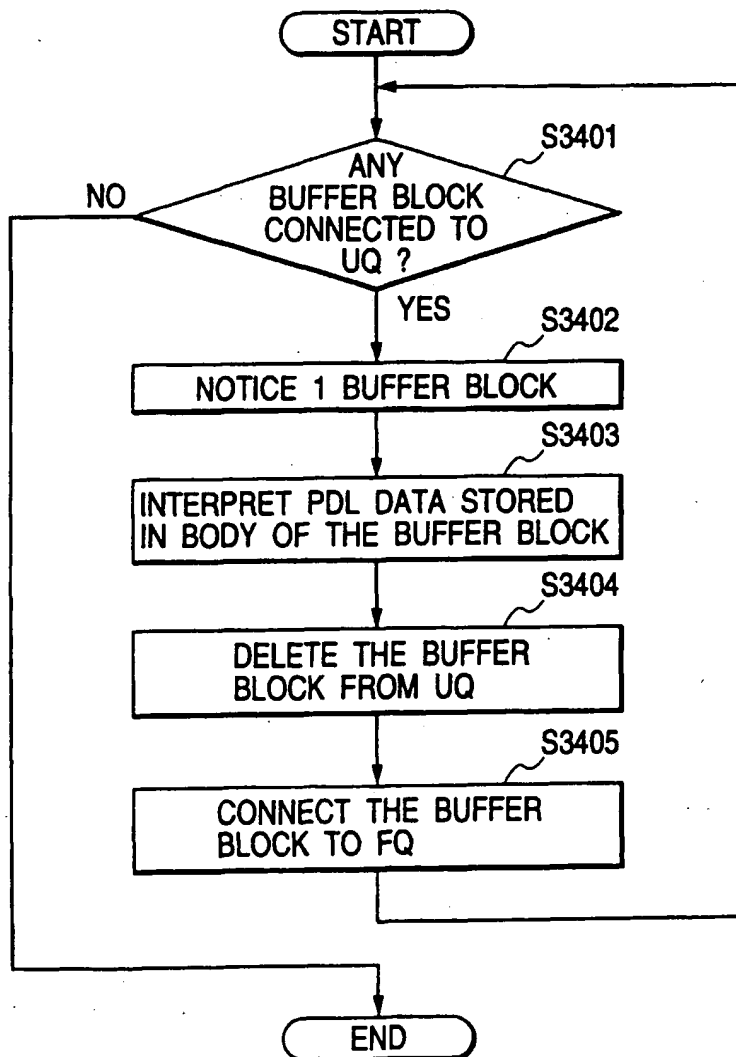 START
S3401
ANY
BUFFER BLOCK
CONNECTED TO
UQ ?
NO
YES
S3402
NOTICE 1 BUFFER BLOCK
S3403
INTERPRET PDL DATA STORED
IN BODY OF THE BUFFER BLOCK
S3404
DELETE THE BUFFER
BLOCK FROM UQ
S3405
CONNECT THE BUFFER
BLOCK TO FQ
END